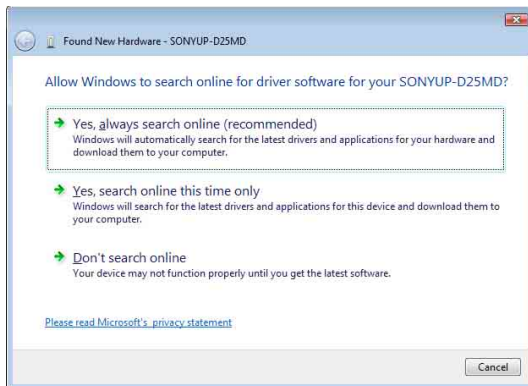 Found New Hardware - SONYUP-D25MD
Allow Windows to search online for driver software for your SONYUP-D25MD?
Yes, always search online (recommended)
Windows will automatically search for the latest drivers and applications for your hardware and
download them to your computer.
Yes, search online this time only
Windows will search for the latest drivers and applications for this device and download them to
your computer.
Don't search online
Your device may not function properly until you get the latest software.
Please read Microsoft's privacy statement
Cancel